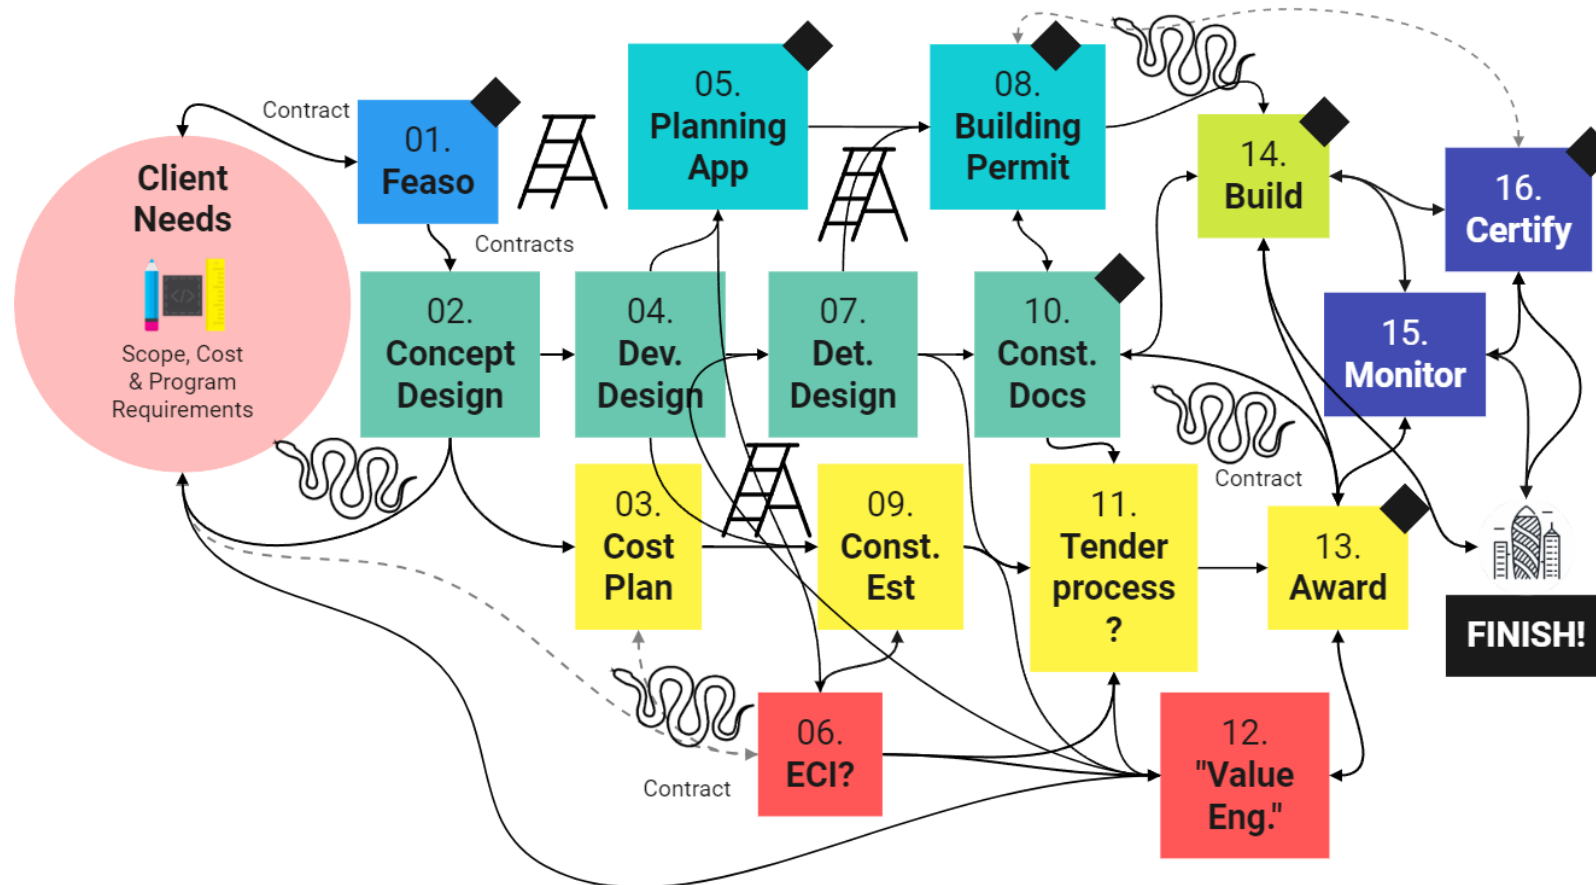 Contract
Client
Needs
Scope, Cost
& Program
Requirements
01.
Feaso
Contracts
02.
Concept
Design
03.
Cost
Plan
04.
Dev.
Design
05.
Planning
App
Contract
06.
ECI?
07.
Det.
Design
08.
Building
Permit
09.
Const.
Est
10.
Const.
Docs
11.
Tender
process
?
12.
"Value
Eng."
Contract
13.
Award
14.
Build
15.
Monitor
16.
Certify
FINISH!